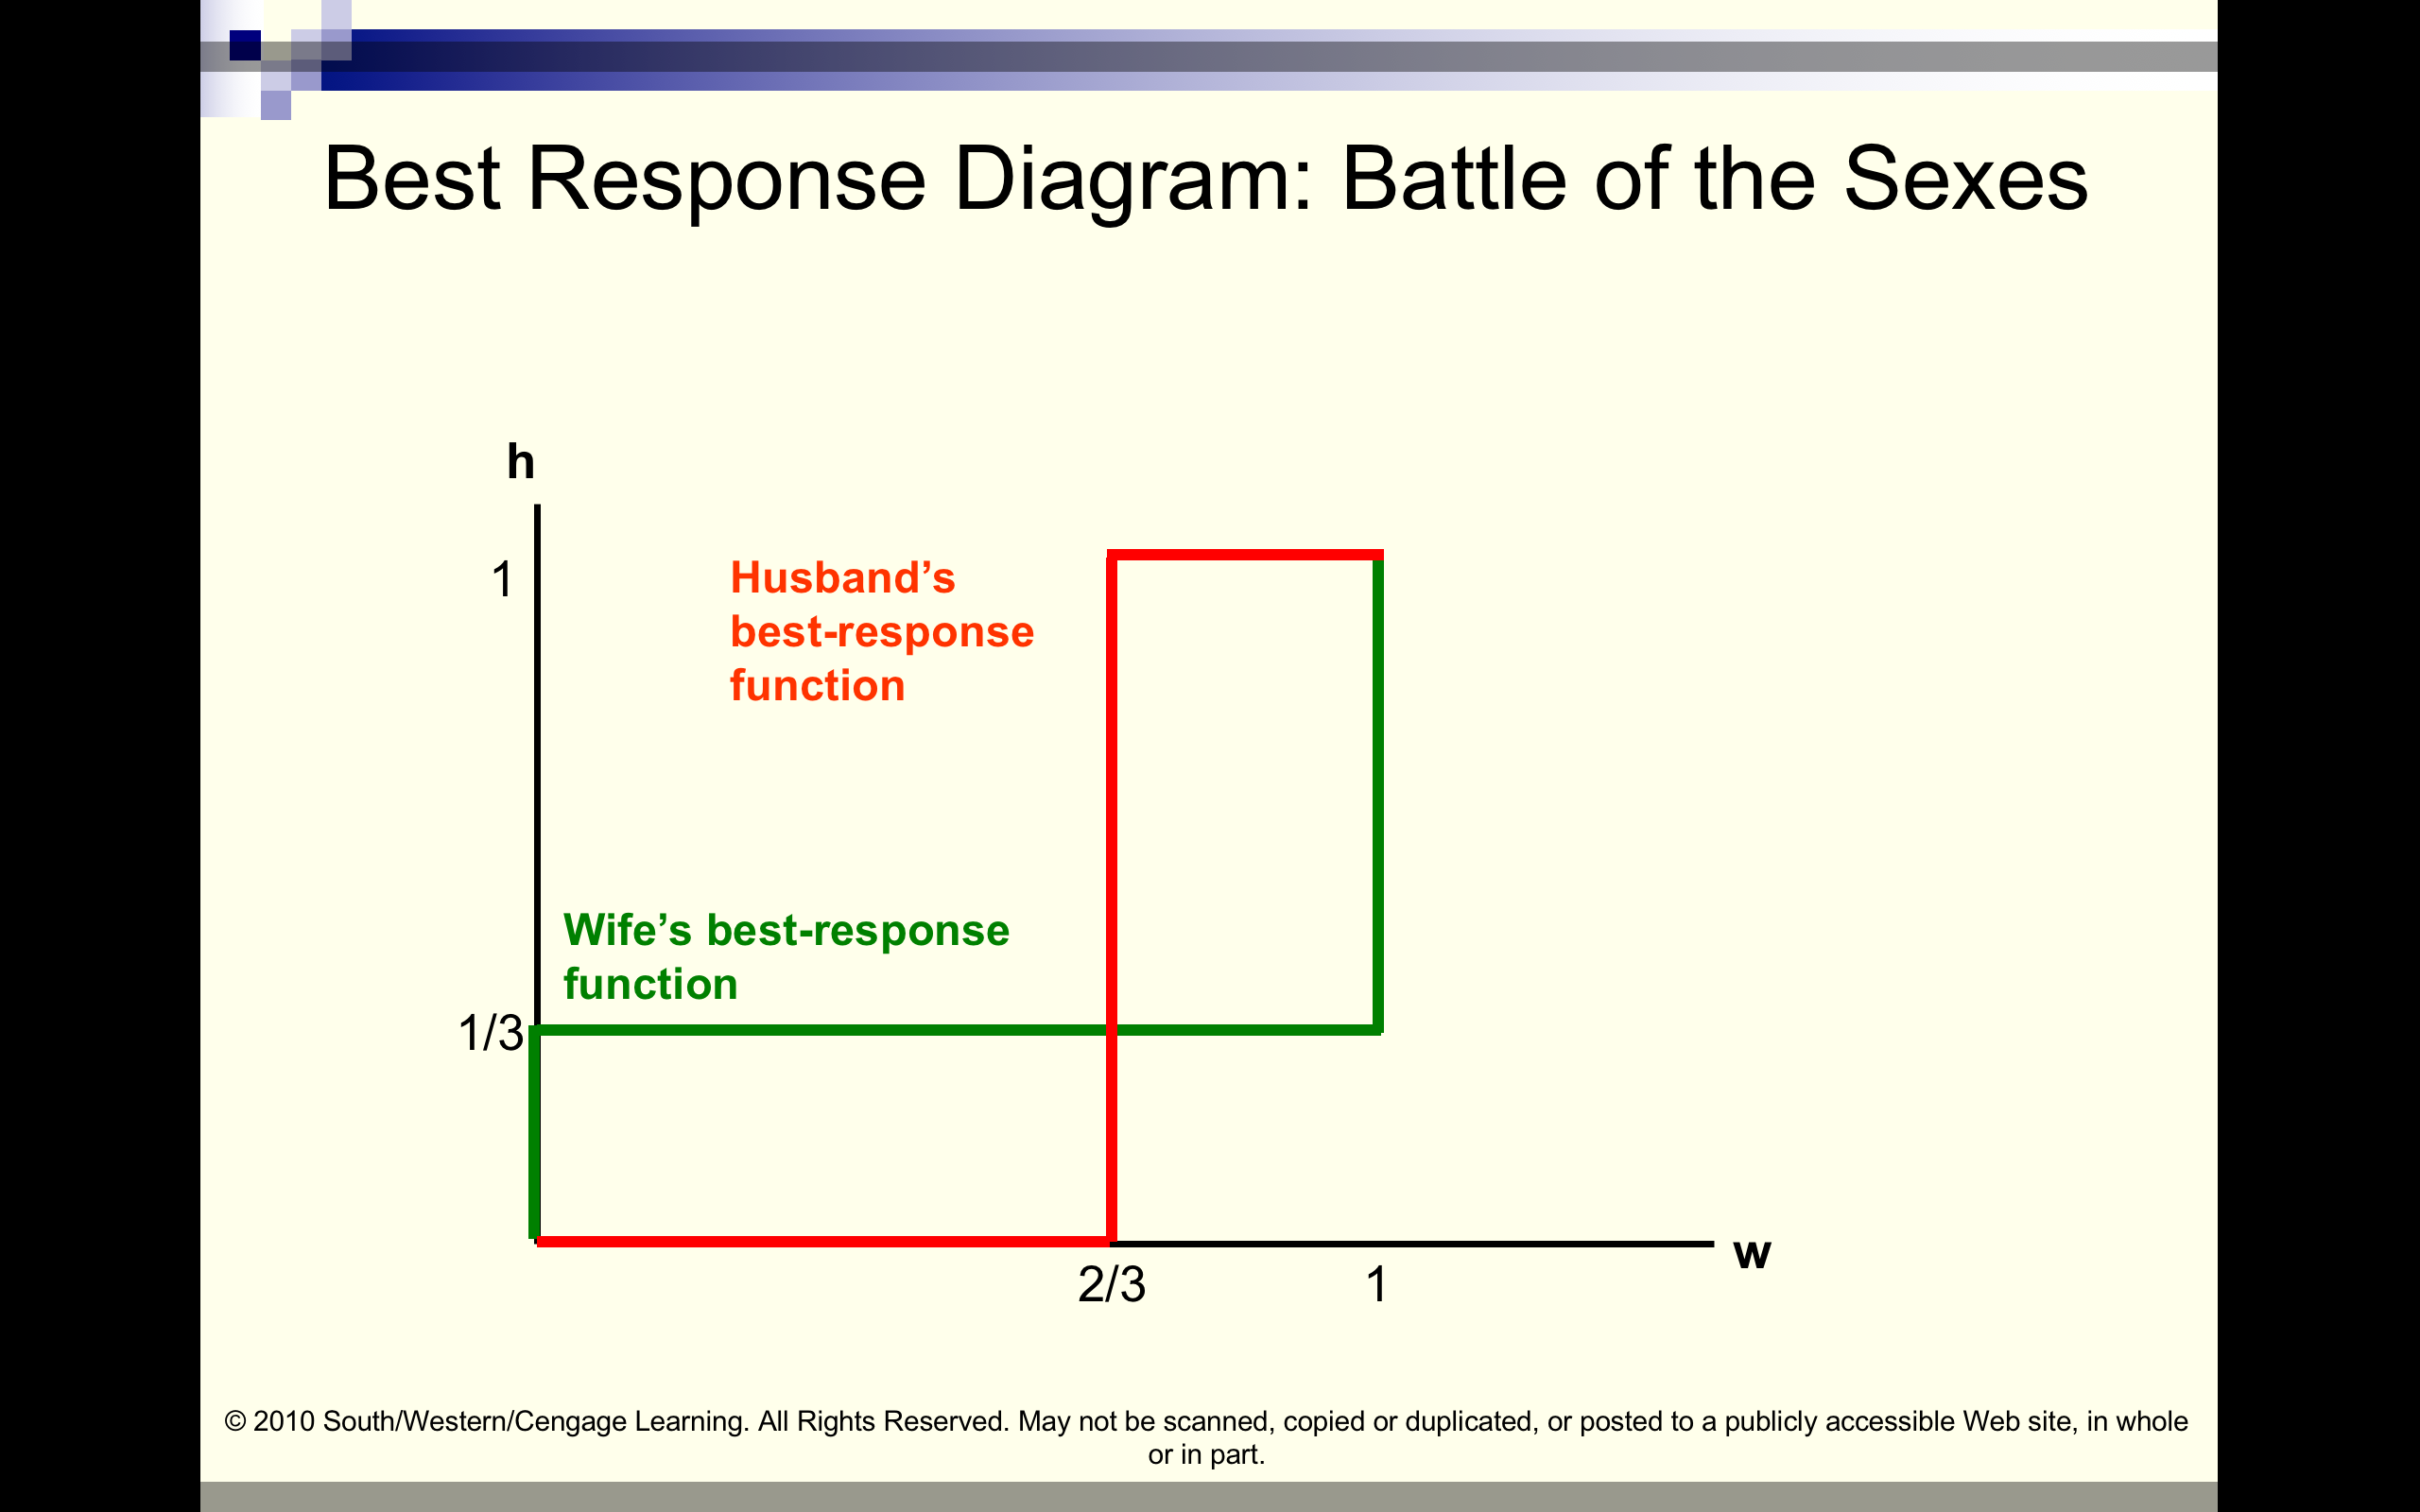 Best Response Diagram: Battle of the Sexes
h
1
Husband’s
best-response
function
Wife’s best-response
function
1/3
w
2/3
1
© 2010 South/Western/Cengage Learning. All Rights Reserved. May not be scanned, copied or duplicated, or posted to a publicly accessible Web site, in whole
or in part.